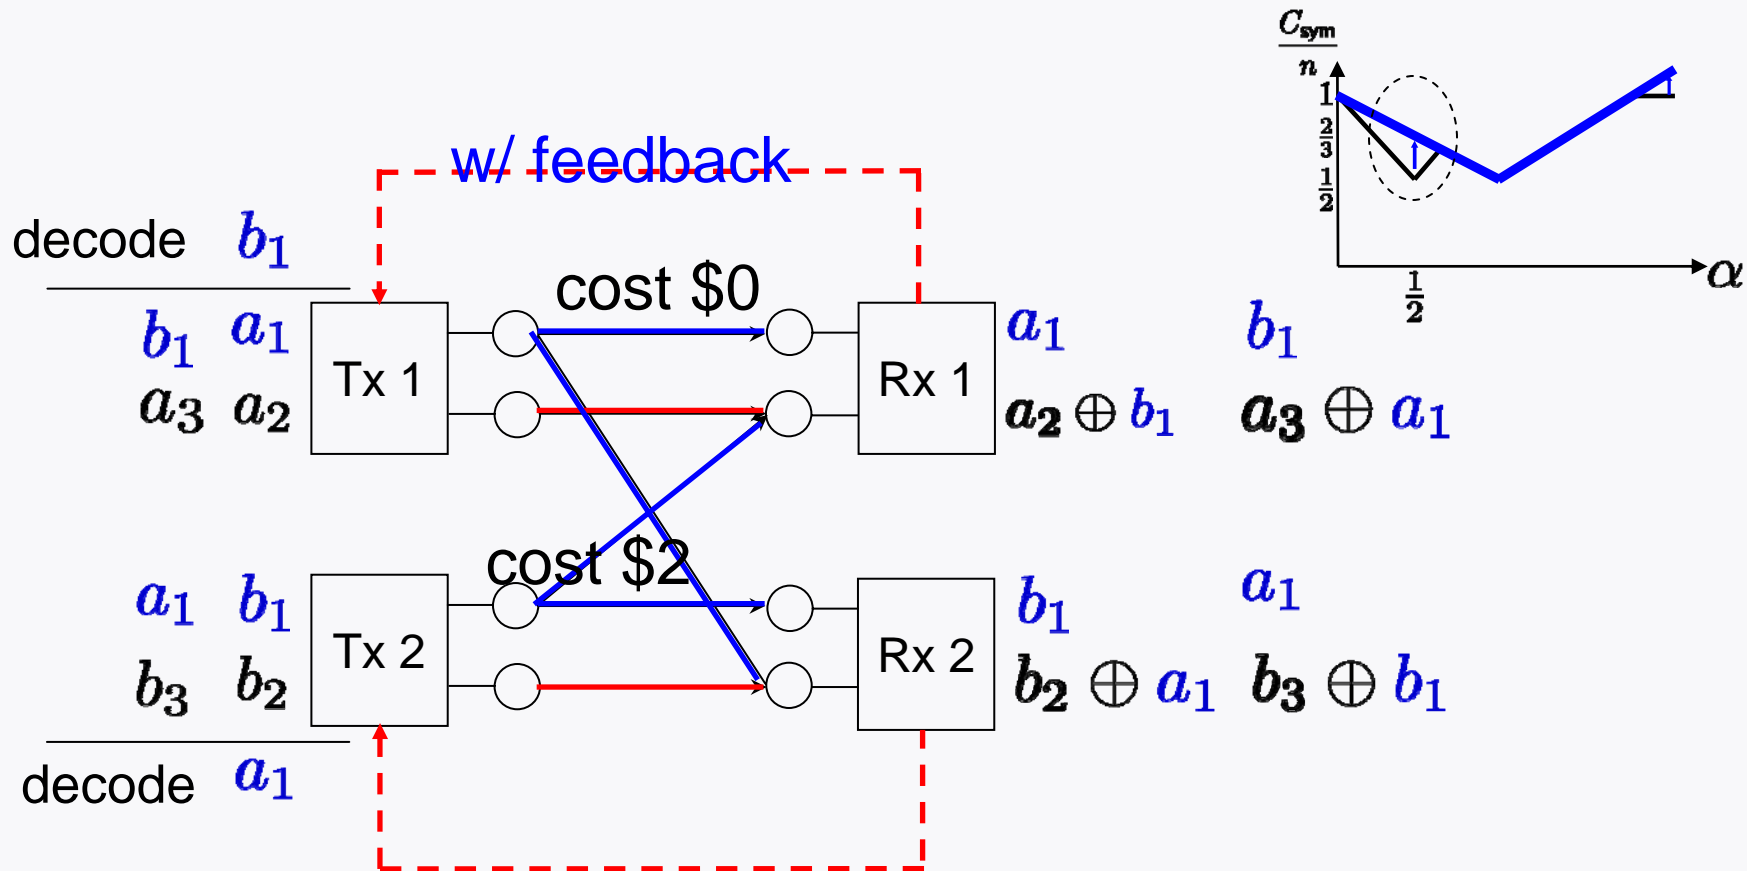 C_sym
n
1
2/3
1/2
α
1/2
w/ feedback
decode b₁
cost $0
b₁ a₁
a₃ a₂
Tx 1
Rx 1
a₁ b₁
a₂ ⊕ b₁ a₃ ⊕ a₁
cost $2
a₁ b₁
b₃ b₂
Tx 2
Rx 2
b₁ a₁
b₂ ⊕ a₁ b₃ ⊕ b₁
decode a₁